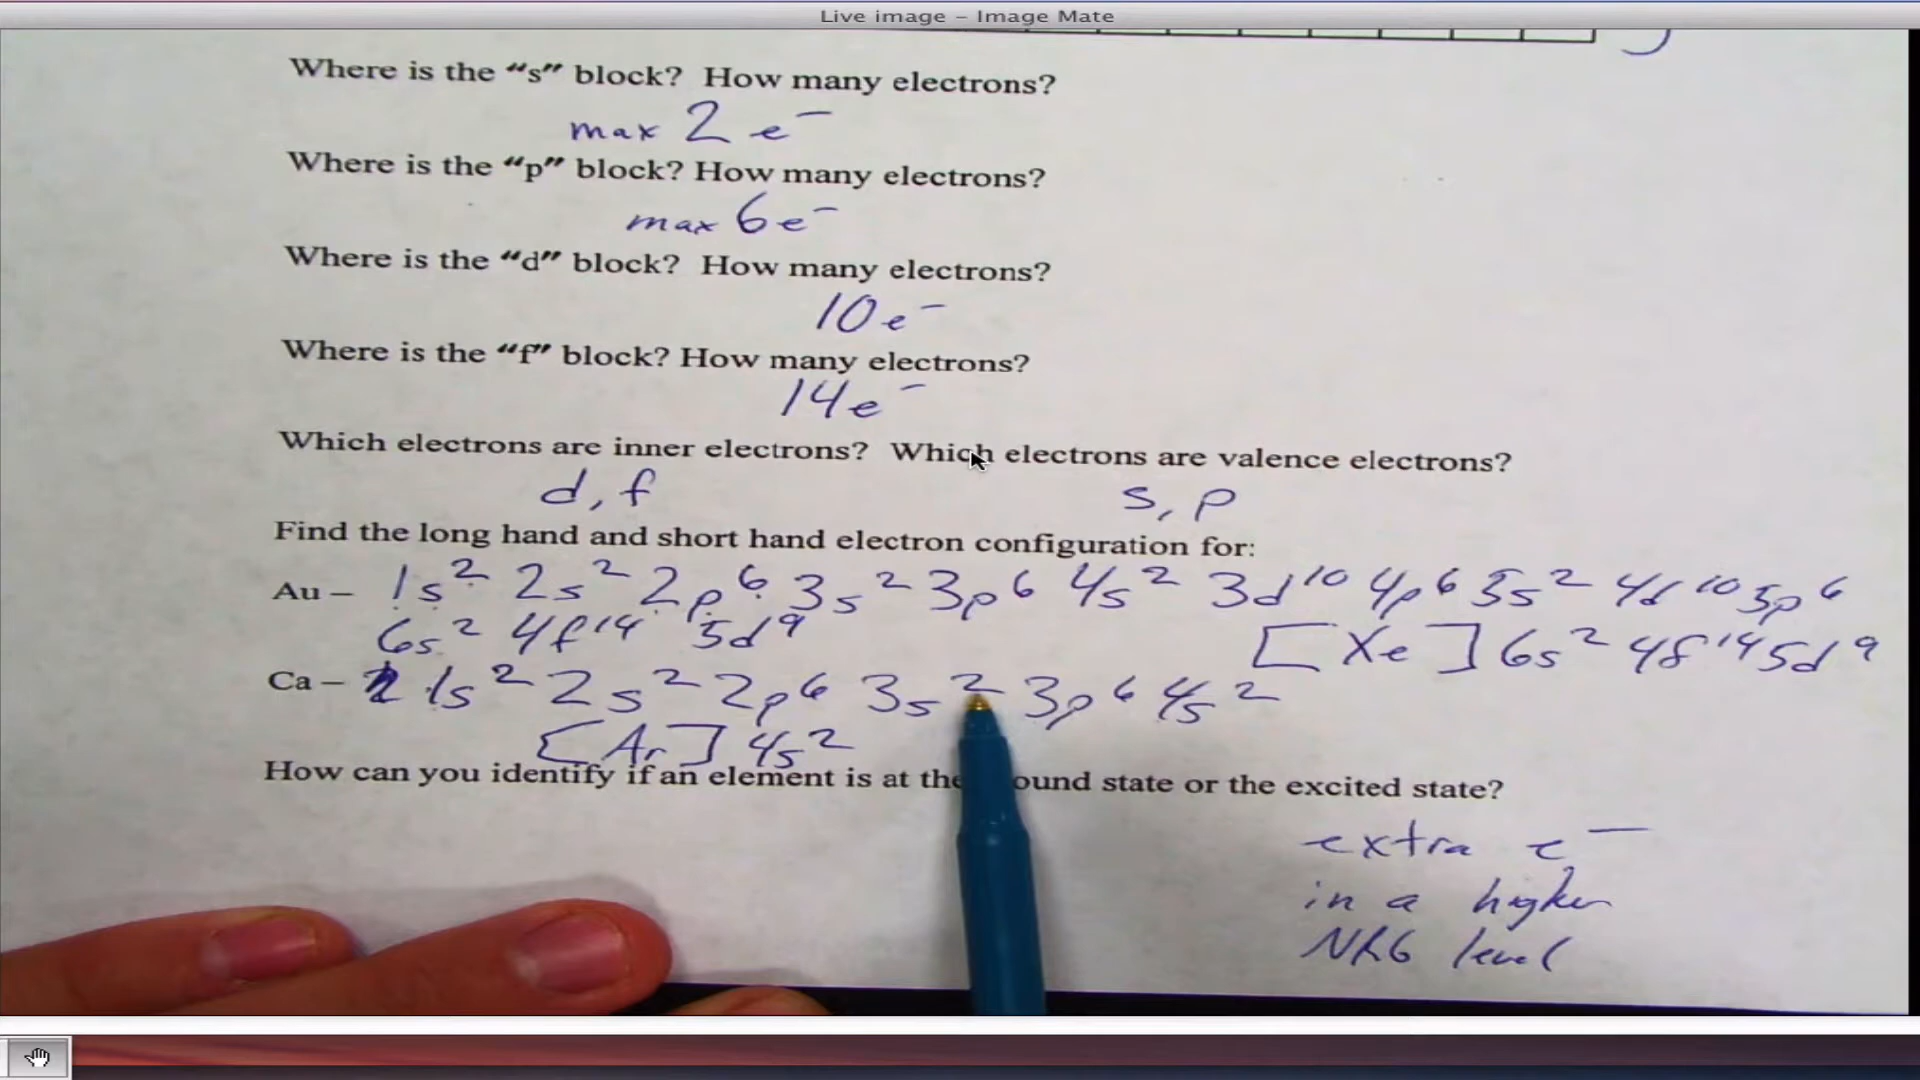 Live image – Image Mate
Where is the “s” block? How many electrons?
max 2 e⁻
Where is the “p” block? How many electrons?
max 6 e⁻
Where is the “d” block? How many electrons?
10 e⁻
Where is the “f” block? How many electrons?
14 e⁻
Which electrons are inner electrons? Which electrons are valence electrons?
d, f s, p
Find the long hand and short hand electron configuration for:
Au – 1s² 2s² 2p⁶ 3s² 3p⁶ 4s² 3d¹⁰ 4p⁶ 5s² 4d¹⁰ 5p⁶
6s² 4f¹⁴ 5d⁹ [Xe] 6s² 4f¹⁴ 5d⁹
Ca – 1s² 2s² 2p⁶ 3s² 3p⁶ 4s²
[Ar] 4s²
How can you identify if an element is at the ound state or the excited state?
extra e⁻
in a higher
NRG level